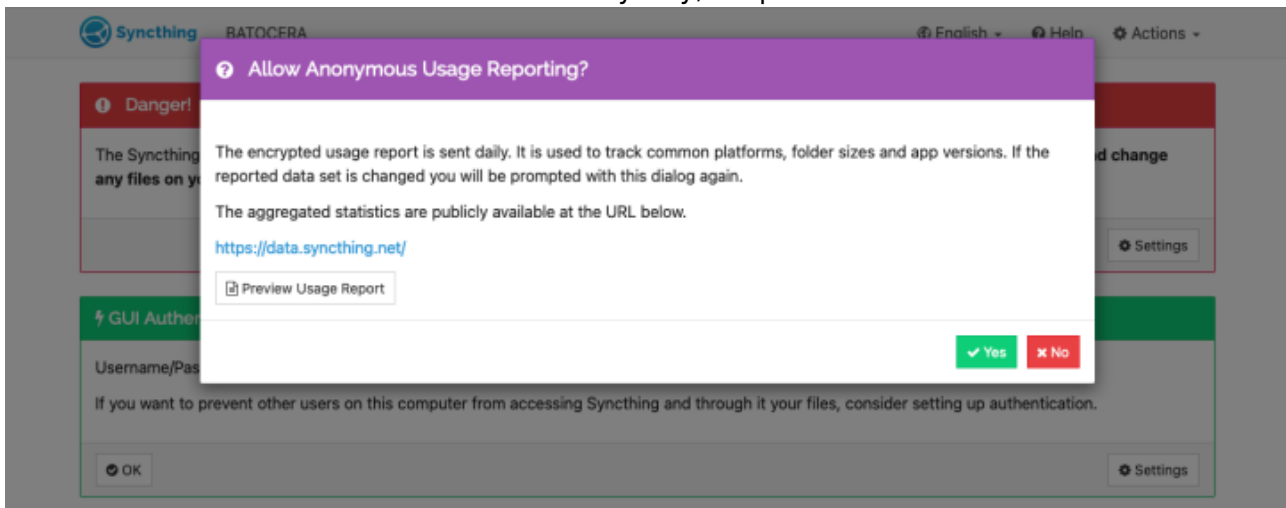 Syncthing BATOCERA English Help Actions
Allow Anonymous Usage Reporting?
Danger!
The encrypted usage report is sent daily. It is used to track common platforms, folder sizes and app versions. If the
reported data set is changed you will be prompted with this dialog again.
The Syncthing
any files on
change
The aggregated statistics are publicly available at the URL below.
https://data.syncthing.net/
Settings
Preview Usage Report
GUI
Yes No
Username/Pas
If you want to prevent other users on this computer from accessing Syncthing and through it your files, consider setting up authentication.
OK Settings